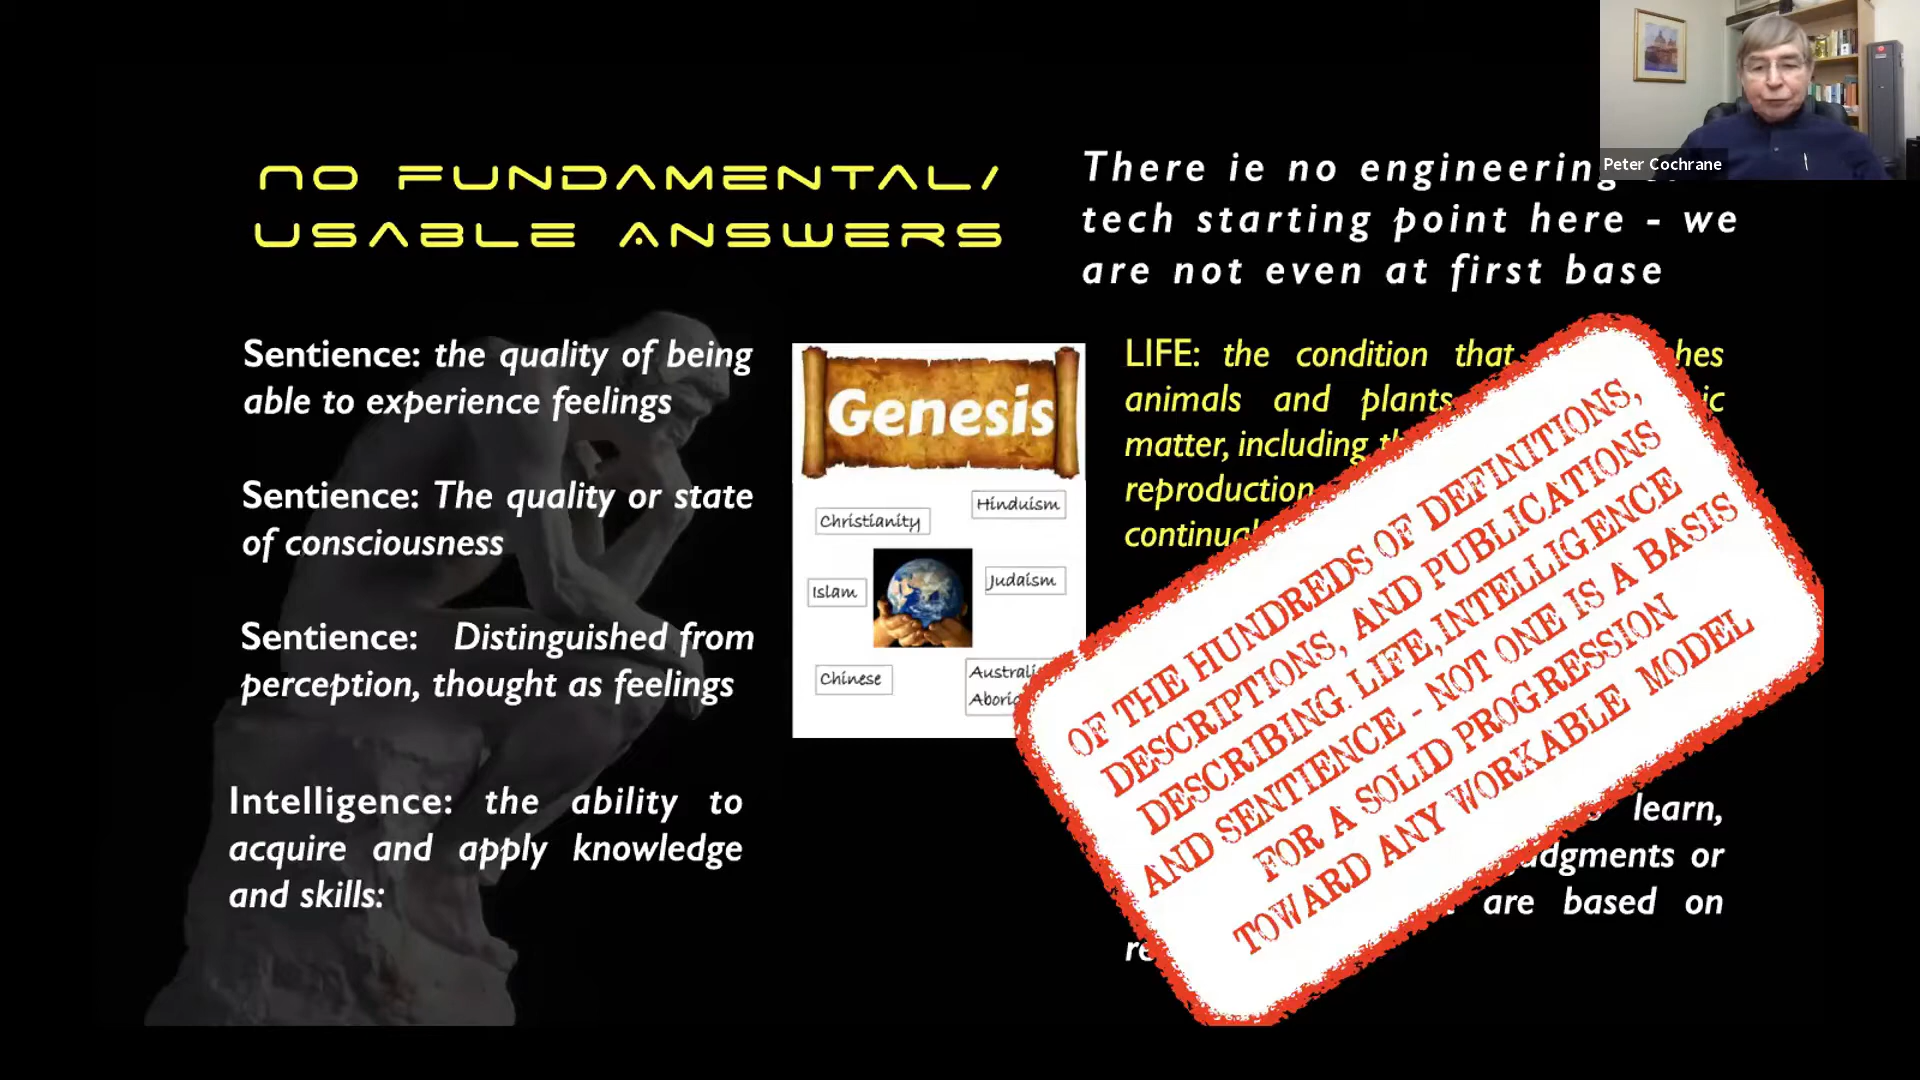 NO FUNDAMENTAL/
USABLE ANSWERS
There ie no engineering
tech starting point here - we
are not even at first base
Peter Cochrane
Sentience: the quality of being
able to experience feelings
Sentience: The quality or state
of consciousness
Sentience: Distinguished from
perception, thought as feelings
Intelligence: the ability to
acquire and apply knowledge
and skills:
Genesis
Hinduism
Christianity
Judaism
Islam
Chinese
LIFE: the condition that
animals and plants
matter, including
reproduction
learn,
or
are based on
OF THE HUNDREDS OF DEFINITIONS,
DESCRIPTIONS, AND PUBLICATIONS
DESCRIBING. LIFE, INTELLIGENCE
AND SENTIENCE - NOT ONE IS A BASIS
FOR A SOLID PROGRESSION
TOWARD ANY WORKABLE MODEL